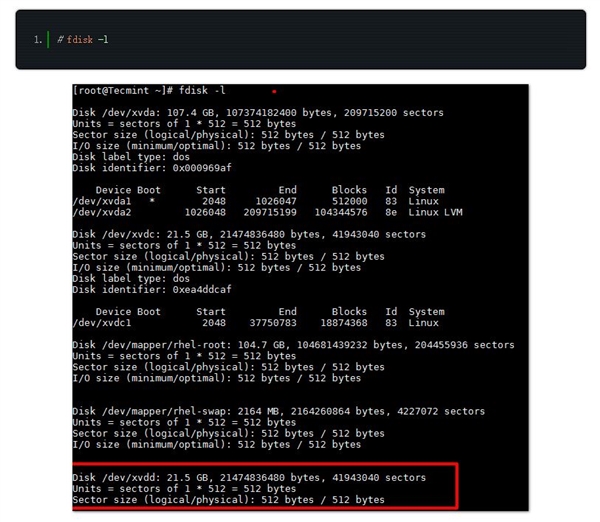 1. # fdisk -l
[root@Tecmint ~]# fdisk -l
Disk /dev/xvda: 107.4 GB, 107374182400 bytes, 209715200 sectors
Units = sectors of 1 * 512 = 512 bytes
Sector size (logical/physical): 512 bytes / 512 bytes
I/O size (minimum/optimal): 512 bytes / 512 bytes
Disk label type: dos
Disk identifier: 0x000969af
Device Boot Start End Blocks Id System
/dev/xvda1 * 2048 1026047 512000 83 Linux
/dev/xvda2 1026048 209715199 104344576 8e Linux LVM
Disk /dev/xvdc: 21.5 GB, 21474836480 bytes, 41943040 sectors
Units = sectors of 1 * 512 = 512 bytes
Sector size (logical/physical): 512 bytes / 512 bytes
I/O size (minimum/optimal): 512 bytes / 512 bytes
Disk label type: dos
Disk identifier: 0xea4ddcaf
Device Boot Start End Blocks Id System
/dev/xvdc1 2048 37750783 18874368 83 Linux
Disk /dev/mapper/rhel-root: 104.7 GB, 104681439232 bytes, 204455936 sectors
Units = sectors of 1 * 512 = 512 bytes
Sector size (logical/physical): 512 bytes / 512 bytes
I/O size (minimum/optimal): 512 bytes / 512 bytes
Disk /dev/mapper/rhel-swap: 2164 MB, 2164260864 bytes, 4227072 sectors
Units = sectors of 1 * 512 = 512 bytes
Sector size (logical/physical): 512 bytes / 512 bytes
I/O size (minimum/optimal): 512 bytes / 512 bytes
Disk /dev/xvdd: 21.5 GB, 21474836480 bytes, 41943040 sectors
Units = sectors of 1 * 512 = 512 bytes
Sector size (logical/physical): 512 bytes / 512 bytes